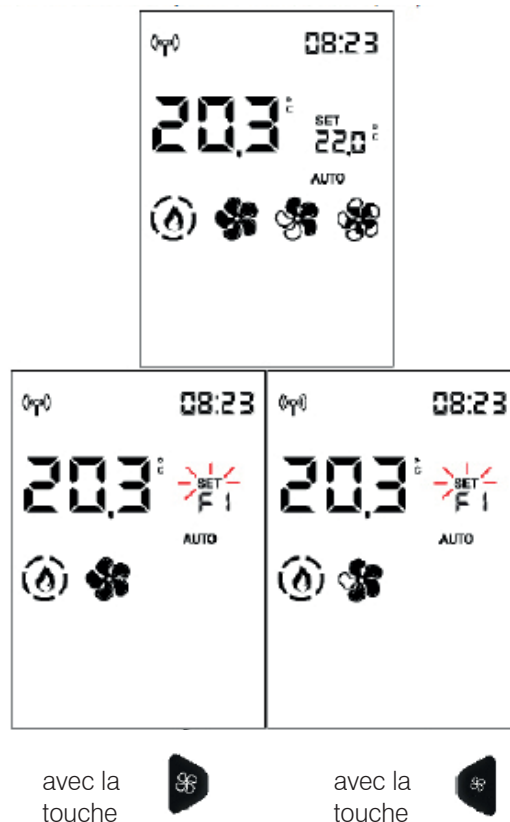 08:23
20.3 °C
SET
22.0 °C
AUTO
08:23
20.3 °C
SET
F1
AUTO
avec la
touche
08:23
20.3 °C
SET
F1
AUTO
avec la
touche